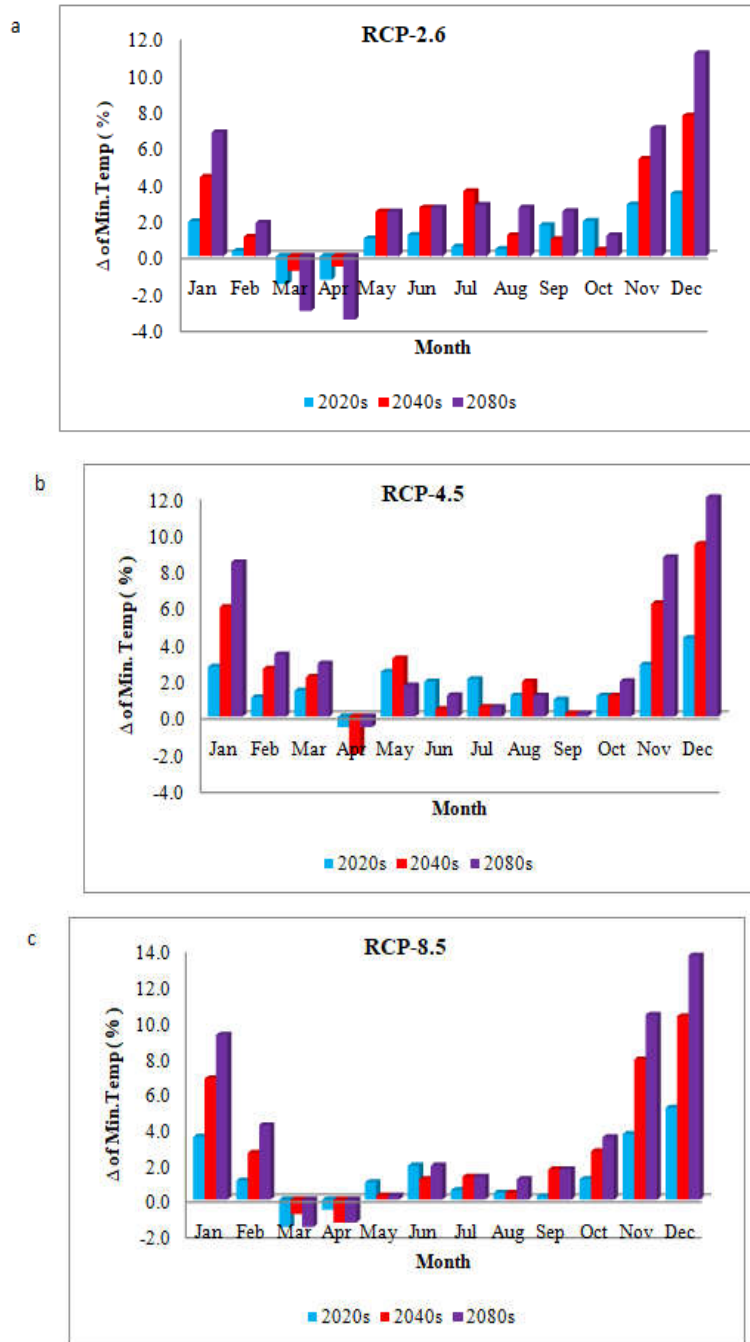 a
RCP-2.6
12.0
10.0
8.0
6.0
4.0
2.0
0.0
-2.0
-4.0
Δ of Min.Temp ( %)
Jan Feb Mar Apr May Jun Jul Aug Sep Oct Nov Dec
Month
2020s 2040s 2080s
b
RCP-4.5
12.0
10.0
8.0
6.0
4.0
2.0
0.0
-2.0
-4.0
Δ of Min.Temp ( %)
Jan Feb Mar Apr May Jun Jul Aug Sep Oct Nov Dec
Month
2020s 2040s 2080s
c
RCP-8.5
14.0
12.0
10.0
8.0
6.0
4.0
2.0
0.0
-2.0
Δ of Min.Temp ( %)
Jan Feb Mar Apr May Jun Jul Aug Sep Oct Nov Dec
Month
2020s 2040s 2080s